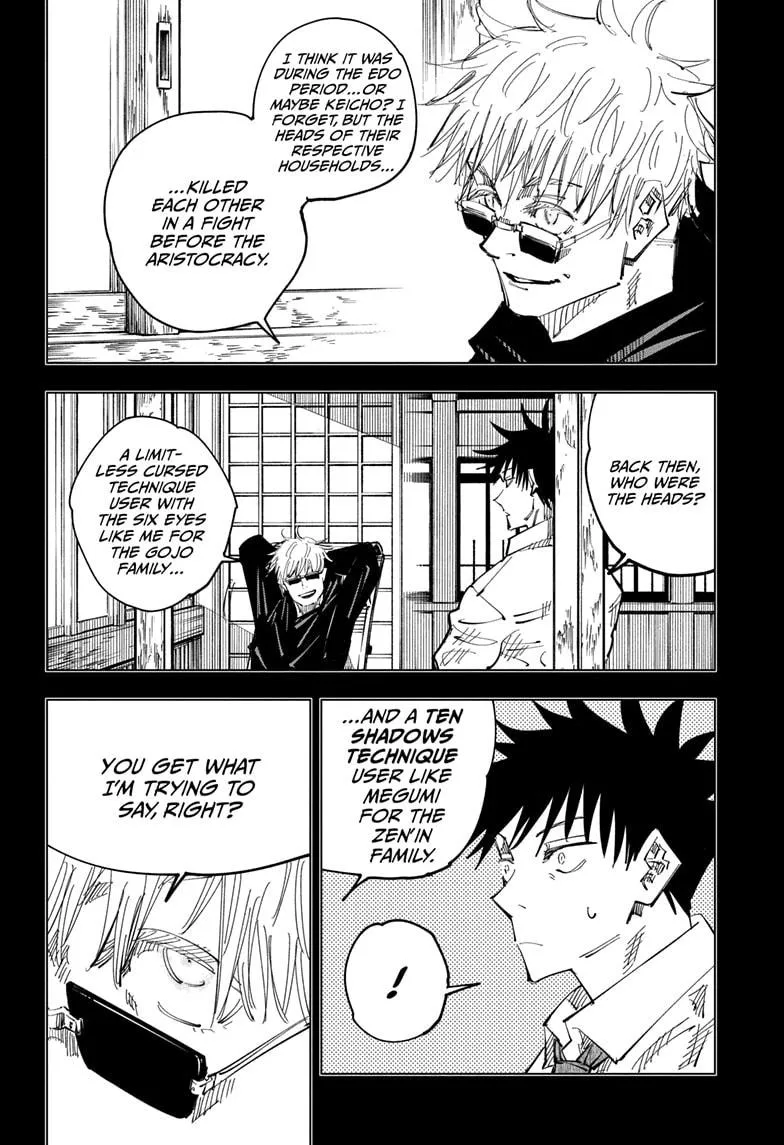 I THINK IT WAS
DURING THE EDO
PERIOD...OR
MAYBE KEICHO? I
FORGET, BUT THE
HEADS OF THEIR
RESPECTIVE
HOUSEHOLDS...
...KILLED
EACH OTHER
IN A FIGHT
BEFORE THE
ARISTOCRACY.
BACK THEN,
WHO WERE
THE HEADS?
A LIMIT-
LESS CURSED
TECHNIQUE
USER WITH
THE SIX EYES
LIKE ME FOR
THE GOJO
FAMILY...
...AND A TEN
SHADOWS
TECHNIQUE
USER LIKE
MEGUMI
FOR THE
ZEN'IN
FAMILY.
!
YOU GET WHAT
I'M TRYING TO
SAY, RIGHT?